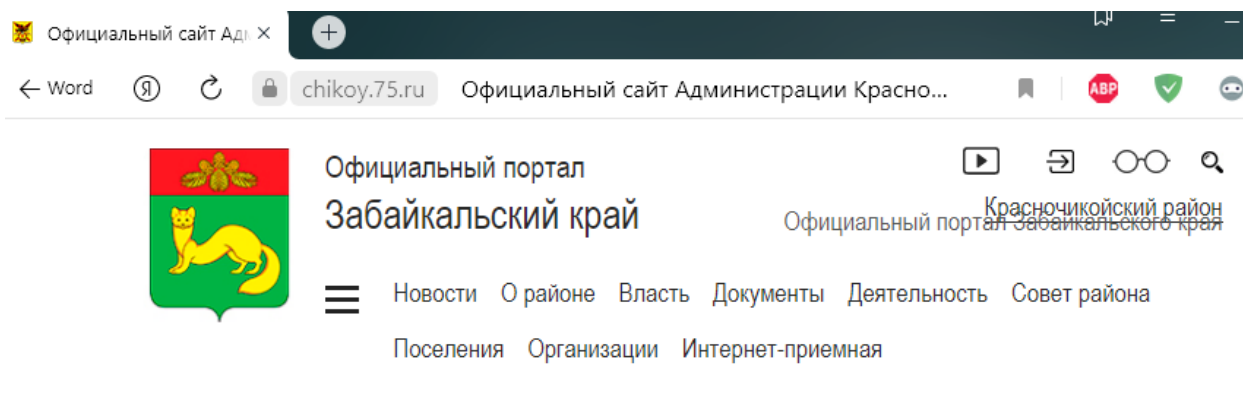 Официальный сайт Адм
← Word Я chikoy.75.ru Официальный сайт Администрации Красно... ABP
Официальный портал
Забайкальский край
Красночикойский район
Официальный портал Забайкальского края
Новости О районе Власть Документы Деятельность Совет района
Поселения Организации Интернет-приемная